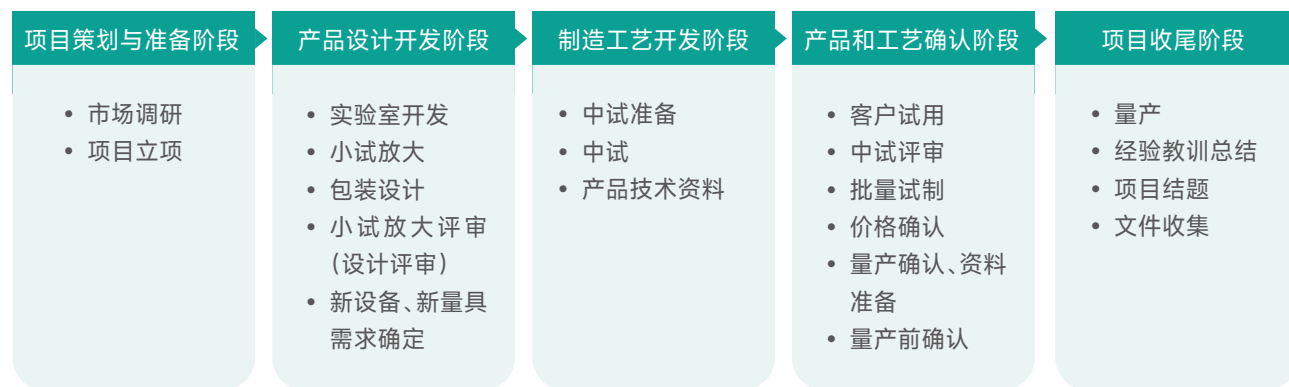 项目策划与准备阶段
• 市场调研
• 项目立项
产品设计开发阶段
• 实验室开发
• 小试放大
• 包装设计
• 小试放大评审
(设计评审)
• 新设备、新量具
需求确定
制造工艺开发阶段
• 中试准备
• 中试
• 产品技术资料
产品和工艺确认阶段
• 客户试用
• 中试评审
• 批量试制
• 价格确认
• 量产确认、资料
准备
• 量产前确认
项目收尾阶段
• 量产
• 经验教训总结
• 项目结题
• 文件收集